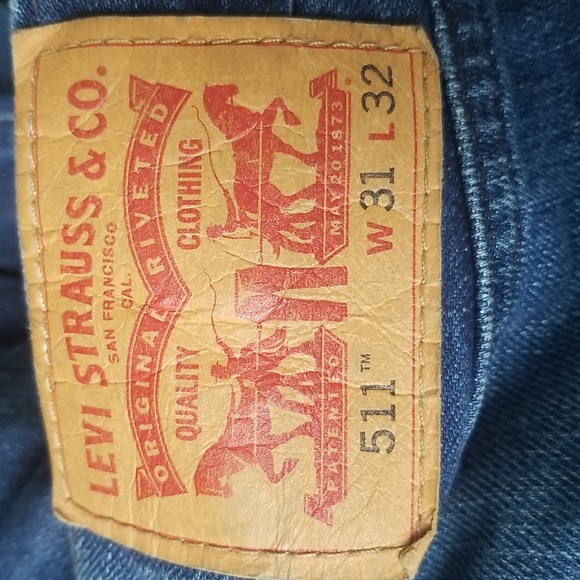 LEVI STRAUSS & CO.
SAN FRANCISCO
CAL.
ORIGINAL RIVETED
QUALITY CLOTHING
PATENTED MAY 20 1873
511™ W 31 L 32